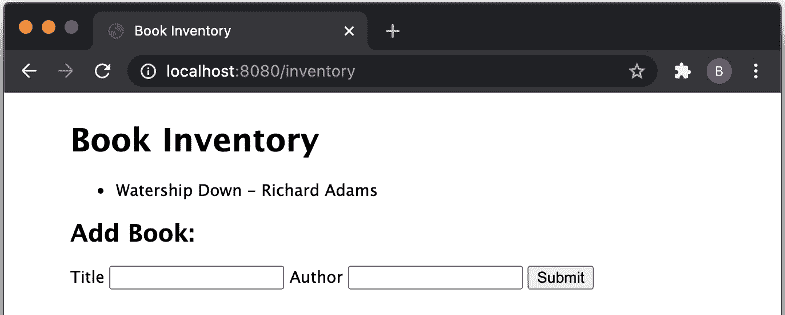 Book Inventory
localhost:8080/inventory
B
Book Inventory
• Watership Down – Richard Adams
Add Book:
Title Author Submit